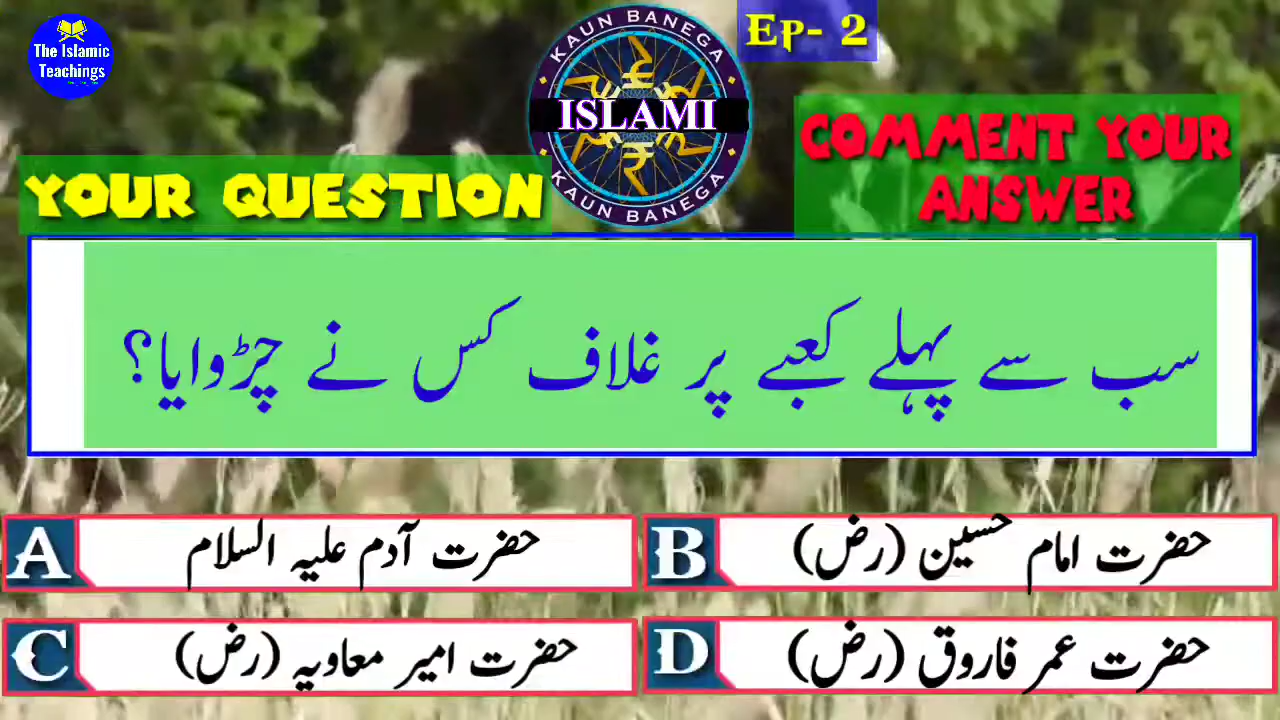 The Islamic
Teachings
KAUN BANEGA
ISLAMI
KAUN BANEGA
Ep- 2
COMMENT YOUR
ANSWER
YOUR QUESTION
سب سے پہلے کعبے پر غلاف کس نے چڑوایا؟
A حضرت آدم علیہ السلام
B حضرت امام حسین (رض)
C حضرت امیر معاویہ (رض)
D حضرت عمر فاروق (رض)